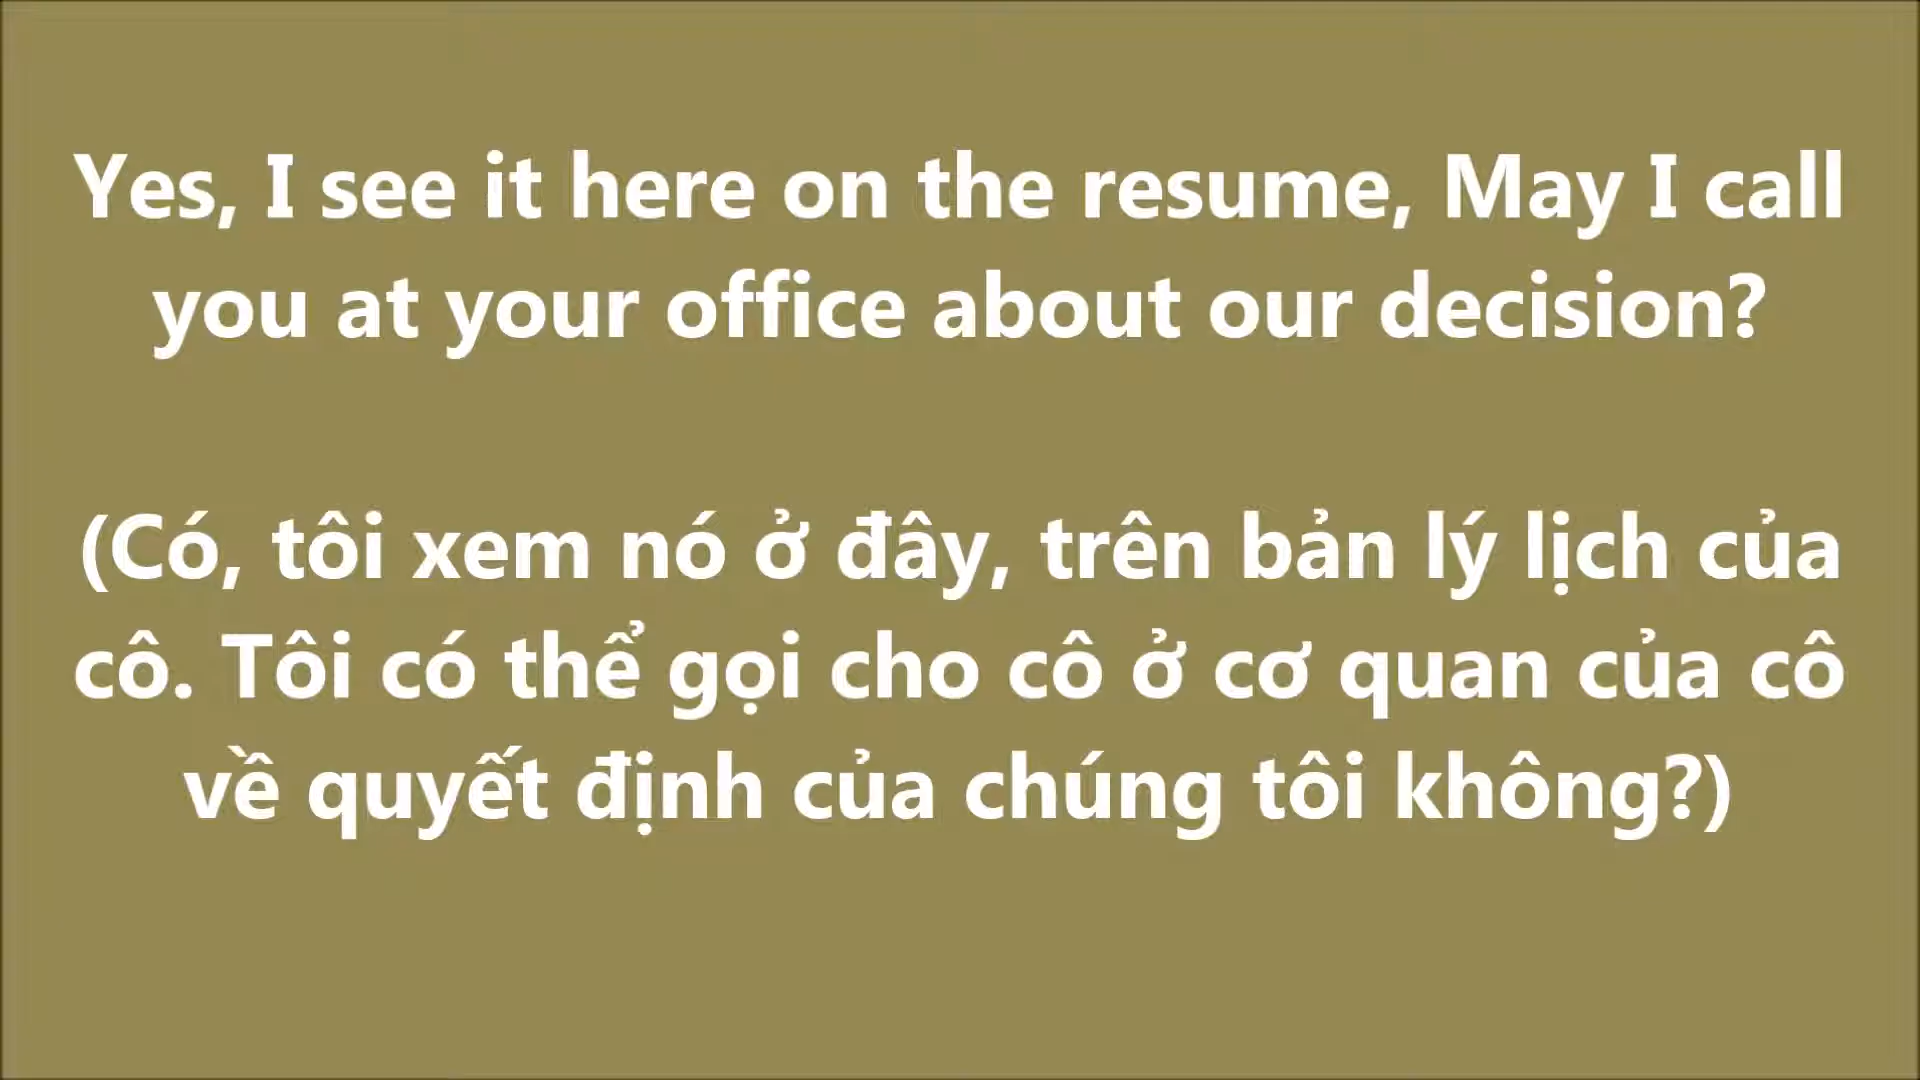 Yes, I see it here on the resume, May I call
you at your office about our decision?
(Có, tôi xem nó ở đây, trên bản lý lịch của
cô. Tôi có thể gọi cho cô ở cơ quan của cô
về quyết định của chúng tôi không?)